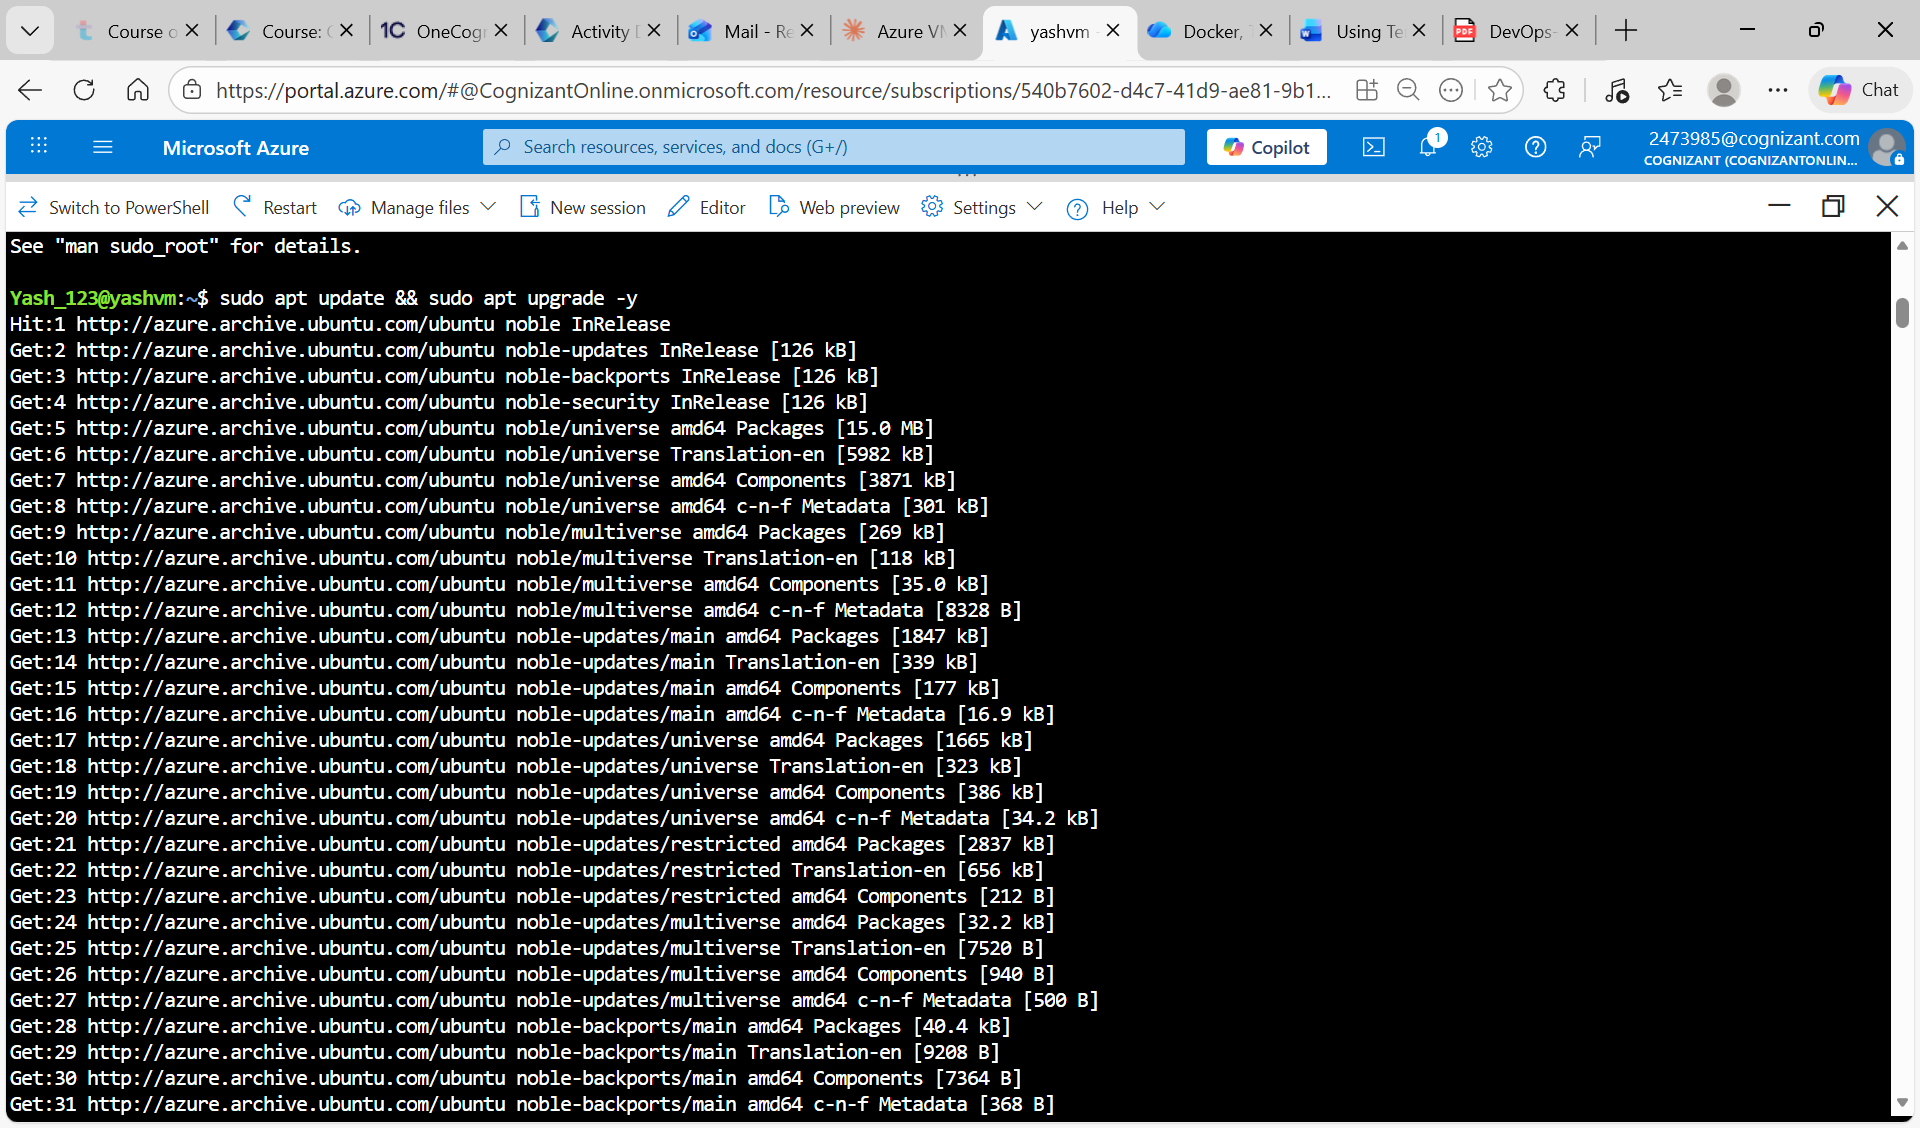 Course o
Course: C
OneCogn
Activity D
Mail - Re
Azure VM
yashvm -
Docker, T
Using Te
DevOps-
https://portal.azure.com/#@CognizantOnline.onmicrosoft.com/resource/subscriptions/540b7602-d4c7-41d9-ae81-9b1...
Chat
Microsoft Azure
Search resources, services, and docs (G+/)
Copilot
1
2473985@cognizant.com
COGNIZANT (COGNIZANTONLIN...
Switch to PowerShell
Restart
Manage files
New session
Editor
Web preview
Settings
Help
See "man sudo_root" for details.
Yash_123@yashvm:~$ sudo apt update && sudo apt upgrade -y
Hit:1 http://azure.archive.ubuntu.com/ubuntu noble InRelease
Get:2 http://azure.archive.ubuntu.com/ubuntu noble-updates InRelease [126 kB]
Get:3 http://azure.archive.ubuntu.com/ubuntu noble-backports InRelease [126 kB]
Get:4 http://azure.archive.ubuntu.com/ubuntu noble-security InRelease [126 kB]
Get:5 http://azure.archive.ubuntu.com/ubuntu noble/universe amd64 Packages [15.0 MB]
Get:6 http://azure.archive.ubuntu.com/ubuntu noble/universe Translation-en [5982 kB]
Get:7 http://azure.archive.ubuntu.com/ubuntu noble/universe amd64 Components [3871 kB]
Get:8 http://azure.archive.ubuntu.com/ubuntu noble/universe amd64 c-n-f Metadata [301 kB]
Get:9 http://azure.archive.ubuntu.com/ubuntu noble/multiverse amd64 Packages [269 kB]
Get:10 http://azure.archive.ubuntu.com/ubuntu noble/multiverse Translation-en [118 kB]
Get:11 http://azure.archive.ubuntu.com/ubuntu noble/multiverse amd64 Components [35.0 kB]
Get:12 http://azure.archive.ubuntu.com/ubuntu noble/multiverse amd64 c-n-f Metadata [8328 B]
Get:13 http://azure.archive.ubuntu.com/ubuntu noble-updates/main amd64 Packages [1847 kB]
Get:14 http://azure.archive.ubuntu.com/ubuntu noble-updates/main Translation-en [339 kB]
Get:15 http://azure.archive.ubuntu.com/ubuntu noble-updates/main amd64 Components [177 kB]
Get:16 http://azure.archive.ubuntu.com/ubuntu noble-updates/main amd64 c-n-f Metadata [16.9 kB]
Get:17 http://azure.archive.ubuntu.com/ubuntu noble-updates/universe amd64 Packages [1665 kB]
Get:18 http://azure.archive.ubuntu.com/ubuntu noble-updates/universe Translation-en [323 kB]
Get:19 http://azure.archive.ubuntu.com/ubuntu noble-updates/universe amd64 Components [386 kB]
Get:20 http://azure.archive.ubuntu.com/ubuntu noble-updates/universe amd64 c-n-f Metadata [34.2 kB]
Get:21 http://azure.archive.ubuntu.com/ubuntu noble-updates/restricted amd64 Packages [2837 kB]
Get:22 http://azure.archive.ubuntu.com/ubuntu noble-updates/restricted Translation-en [656 kB]
Get:23 http://azure.archive.ubuntu.com/ubuntu noble-updates/restricted amd64 Components [212 B]
Get:24 http://azure.archive.ubuntu.com/ubuntu noble-updates/multiverse amd64 Packages [32.2 kB]
Get:25 http://azure.archive.ubuntu.com/ubuntu noble-updates/multiverse Translation-en [7520 B]
Get:26 http://azure.archive.ubuntu.com/ubuntu noble-updates/multiverse amd64 Components [940 B]
Get:27 http://azure.archive.ubuntu.com/ubuntu noble-updates/multiverse amd64 c-n-f Metadata [500 B]
Get:28 http://azure.archive.ubuntu.com/ubuntu noble-backports/main amd64 Packages [40.4 kB]
Get:29 http://azure.archive.ubuntu.com/ubuntu noble-backports/main Translation-en [9208 B]
Get:30 http://azure.archive.ubuntu.com/ubuntu noble-backports/main amd64 Components [7364 B]
Get:31 http://azure.archive.ubuntu.com/ubuntu noble-backports/main amd64 c-n-f Metadata [368 B]